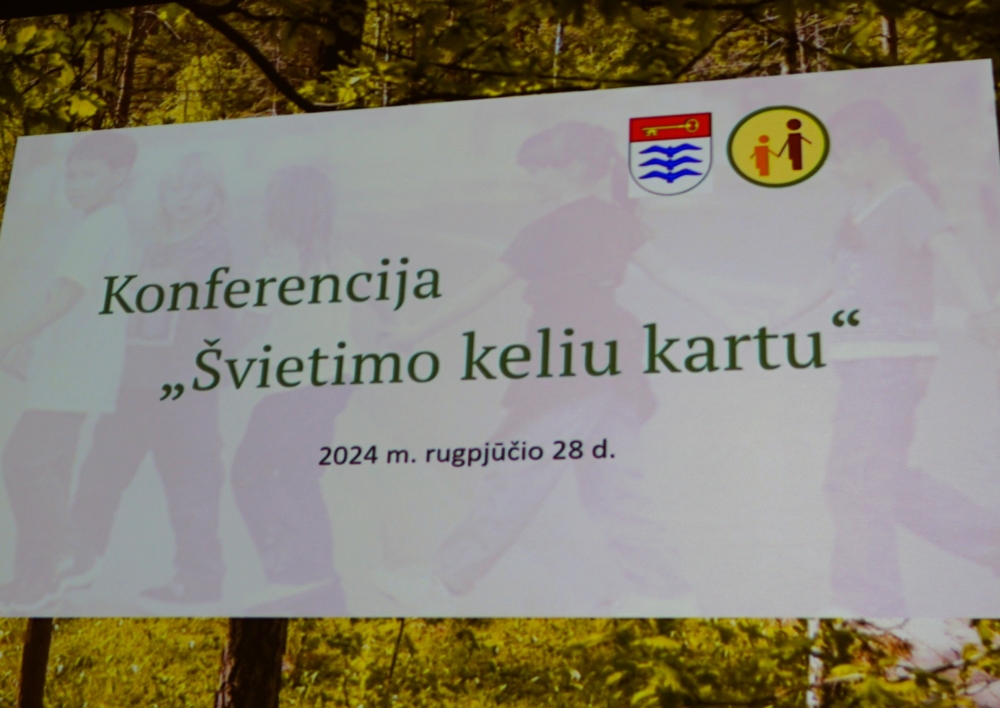 Konferencija
„Švietimo keliu kartu“
2024 m. rugpjūčio 28 d.